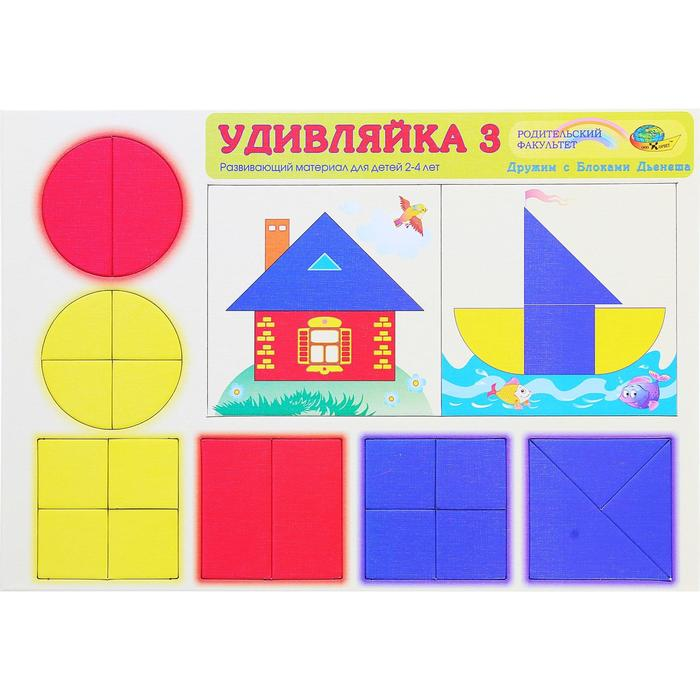 УДИВЛЯЙКА 3
Развивающий материал для детей 2-4 лет
РОДИТЕЛЬСКИЙ
ФАКУЛЬТЕТ
Дружим с Блоками Дьенеша